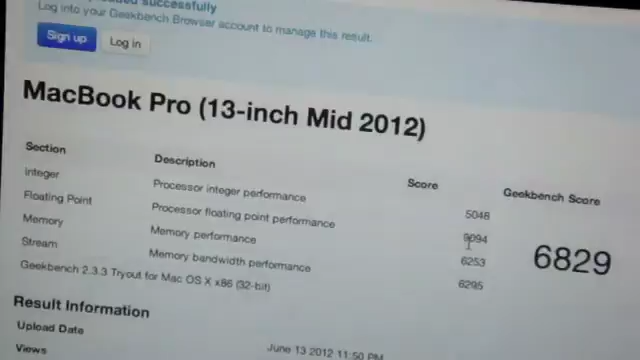 successfully
Log into your Geekbench Browser account to manage this result.
Sign up Log in
MacBook Pro (13-inch Mid 2012)
Section Description Score Geekbench Score
Integer Processor integer performance 5048
Floating Point Processor floating point performance 9094
Memory Memory performance 6253
Stream Memory bandwidth performance 6295
6829
Geekbench 2.3.3 Tryout for Mac OS X x86 (32-bit)
Result Information
Upload Date June 13 2012 11:50 PM
Views